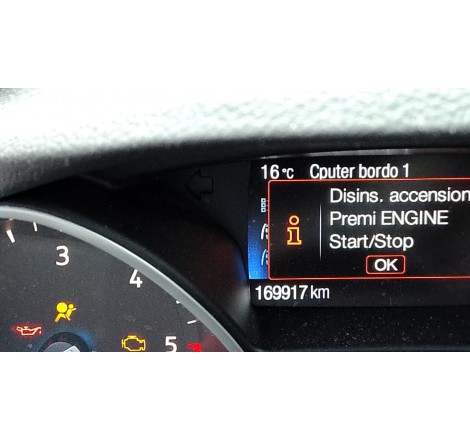 16°C Cputer bordo 1
Disins. accension
Premi ENGINE
Start/Stop
OK
169917 km
3
4
5